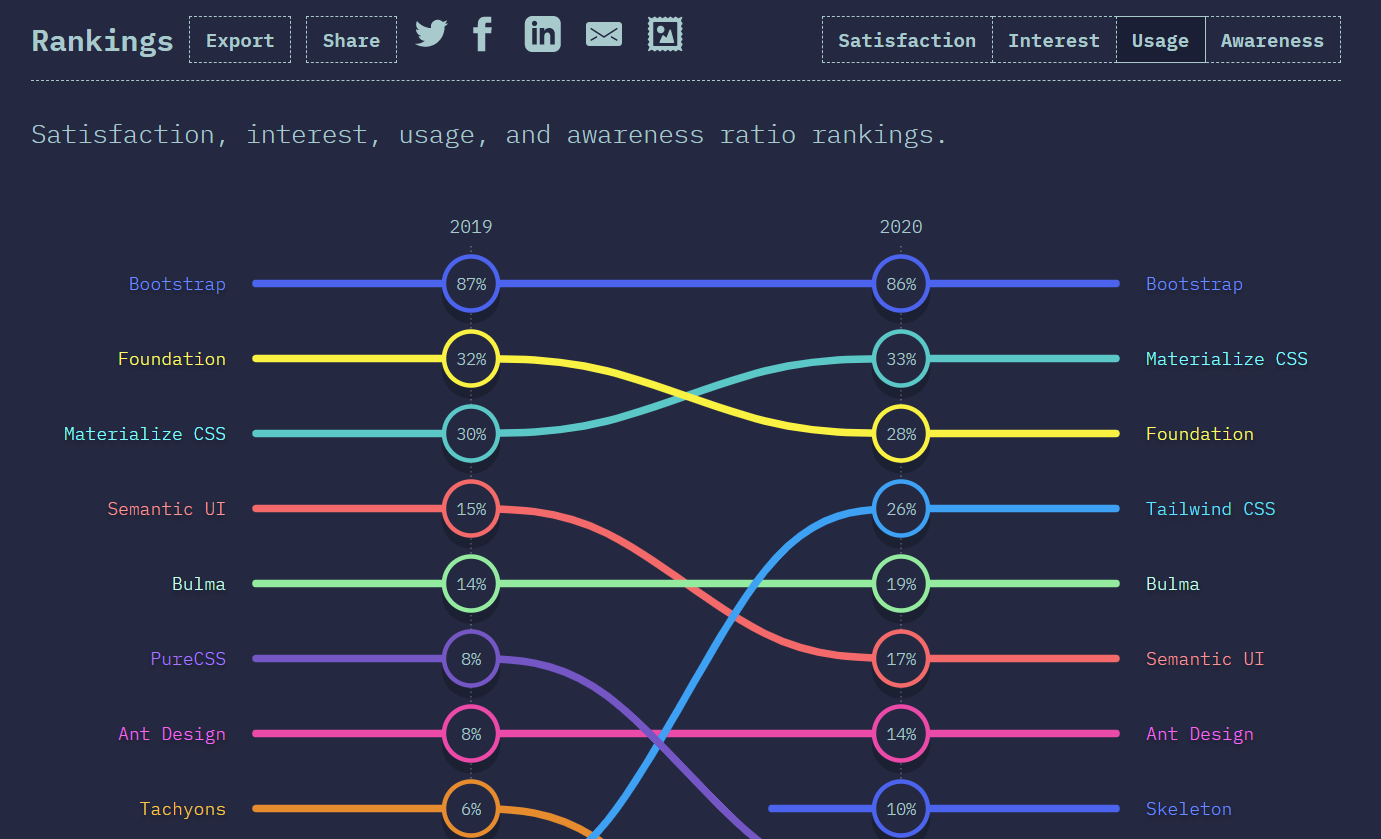 Rankings Export Share in Satisfaction Interest Usage Awareness
Satisfaction, interest, usage, and awareness ratio rankings.
2019 2020
Bootstrap 87% 86% Bootstrap
Foundation 32% 33% Materialize CSS
Materialize CSS 30% 28% Foundation
Semantic UI 15% 26% Tailwind CSS
Bulma 14% 19% Bulma
PureCSS 8% 17% Semantic UI
Ant Design 8% 14% Ant Design
Tachyons 6% 10% Skeleton